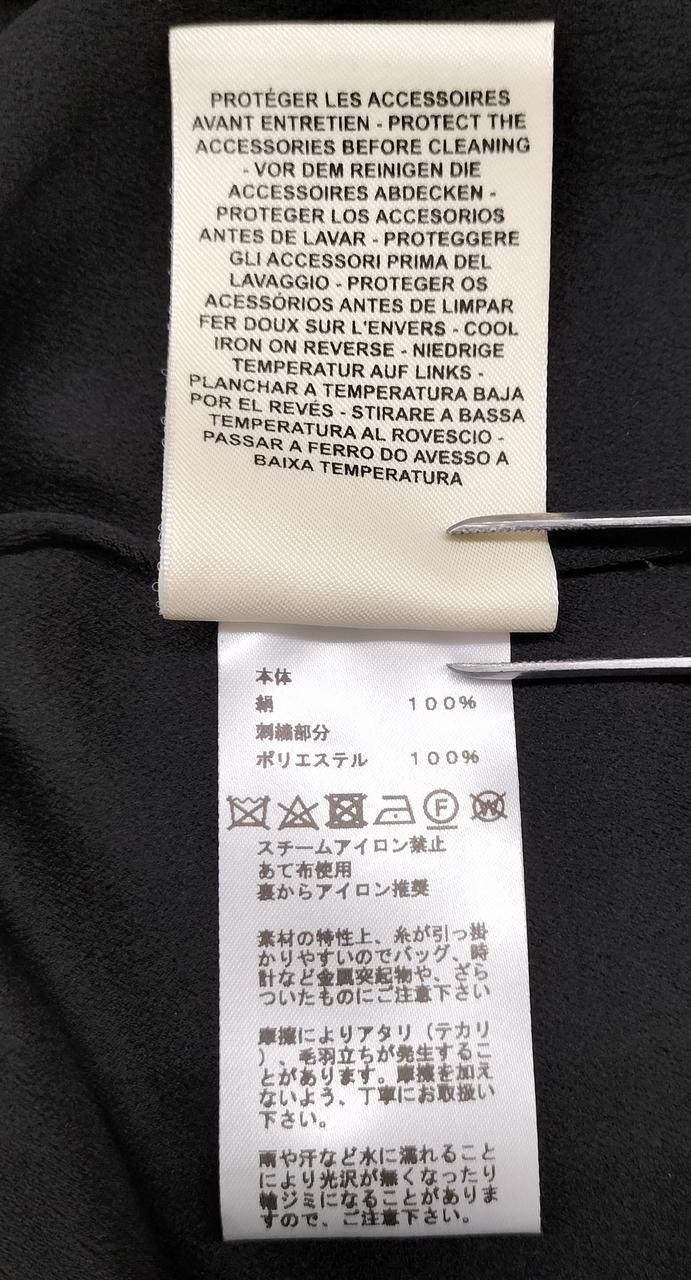 PROTÉGER LES ACCESSOIRES
AVANT ENTRETIEN - PROTECT THE
ACCESSORIES BEFORE CLEANING
- VOR DEM REINIGEN DIE
ACCESSOIRES ABDECKEN -
PROTEGER LOS ACCESORIOS
ANTES DE LAVAR - PROTEGGERE
GLI ACCESSORI PRIMA DEL
LAVAGGIO - PROTEGER OS
ACESSÓRIOS ANTES DE LIMPAR
FER DOUX SUR L'ENVERS - COOL
IRON ON REVERSE - NIEDRIGE
TEMPERATUR AUF LINKS -
PLANCHAR A TEMPERATURA BAJA
POR EL REVÉS - STIRARE A BASSA
TEMPERATURA AL ROVESCIO -
PASSAR A FERRO DO AVESSO A
BAIXA TEMPERATURA
本体
絹 100%
刺繍部分
ポリエステル 100%
F W
スチームアイロン禁止
あて布使用
裏からアイロン推奨
素材の特性上、糸が引っ掛
かりやすいのでバッグ、時
計など金属突起物や、ざら
ついたものにご注意下さい
摩擦によりアタリ（テカリ
）、毛羽立ちが発生するこ
とがあります。摩擦を加え
ないよう、丁寧にお取扱い
下さい。
雨や汗など水に濡れること
により光沢が無くなったり
輪ジミになることがありま
すので、ご注意下さい。